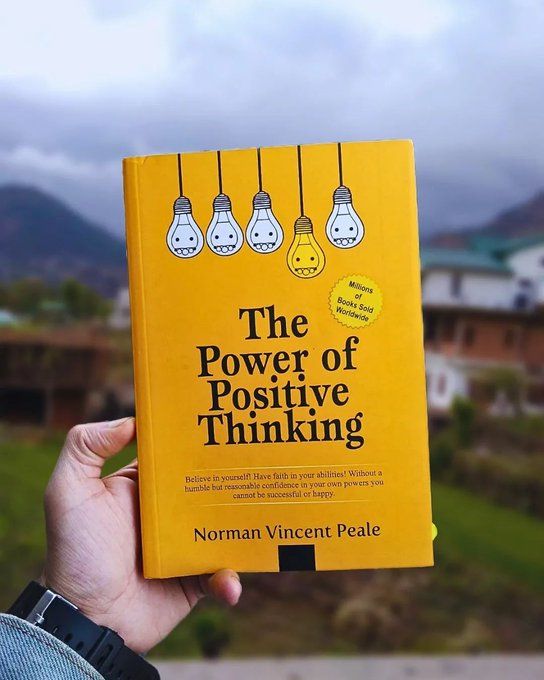 Millions
of
Books Sold
Worldwide
The
Power of
Positive
Thinking
Believe in yourself! Have faith in your abilities! Without a
humble but reasonable confidence in your own powers you
cannot be successful or happy.
Norman Vincent Peale